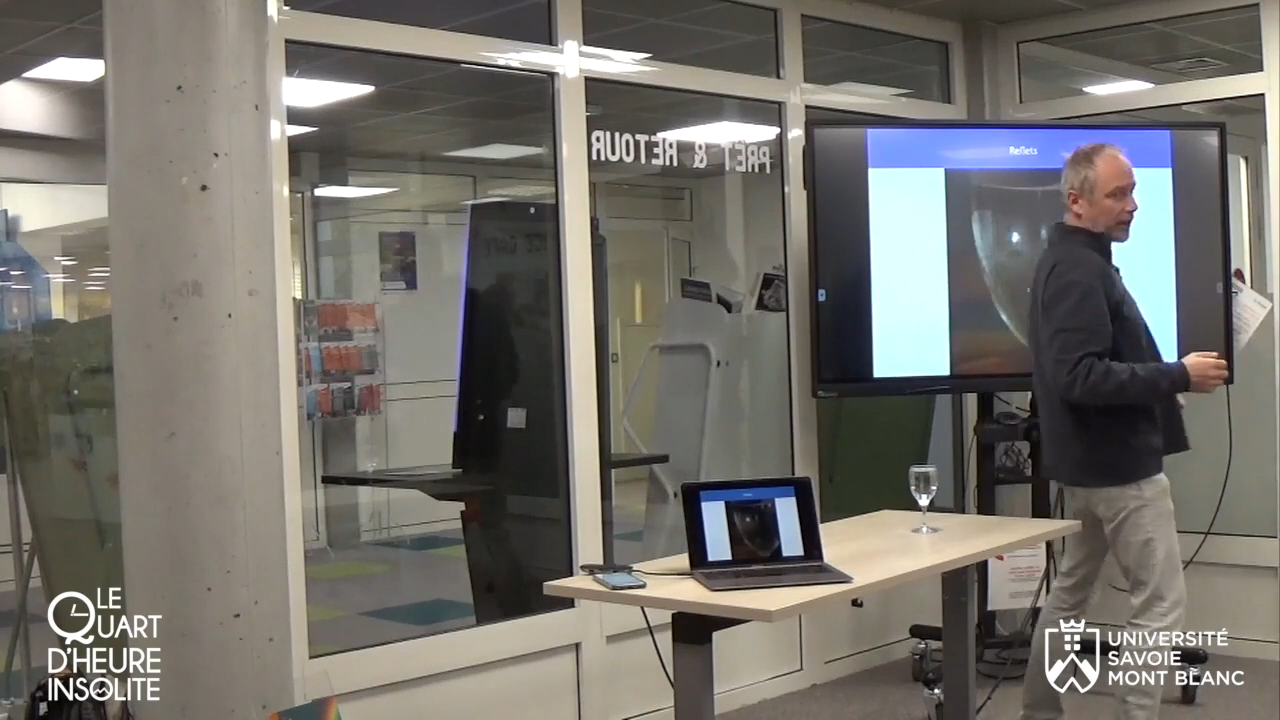 PRÊT & RETOUR
Reflets
LE
QUART
D'HEURE
INSOLITE
UNIVERSITÉ
SAVOIE
MONT BLANC